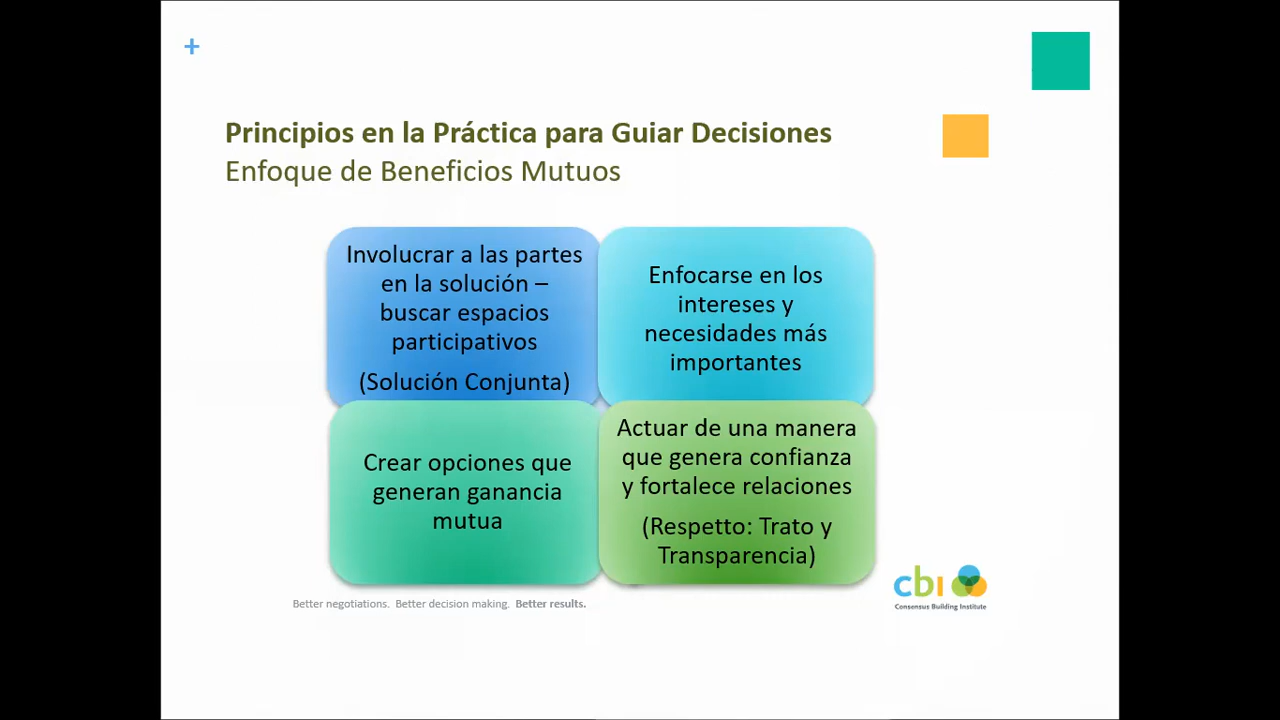 +
Principios en la Práctica para Guiar Decisiones
Enfoque de Beneficios Mutuos
Involucrar a las partes
en la solución –
buscar espacios
participativos
(Solución Conjunta)
Enfocarse en los
intereses y
necesidades más
importantes
Crear opciones que
generan ganancia
mutua
Actuar de una manera
que genera confianza
y fortalece relaciones
(Respetto: Trato y
Transparencia)
Better negotiations. Better decision making. Better results.
cbi
Consensus Building Institute